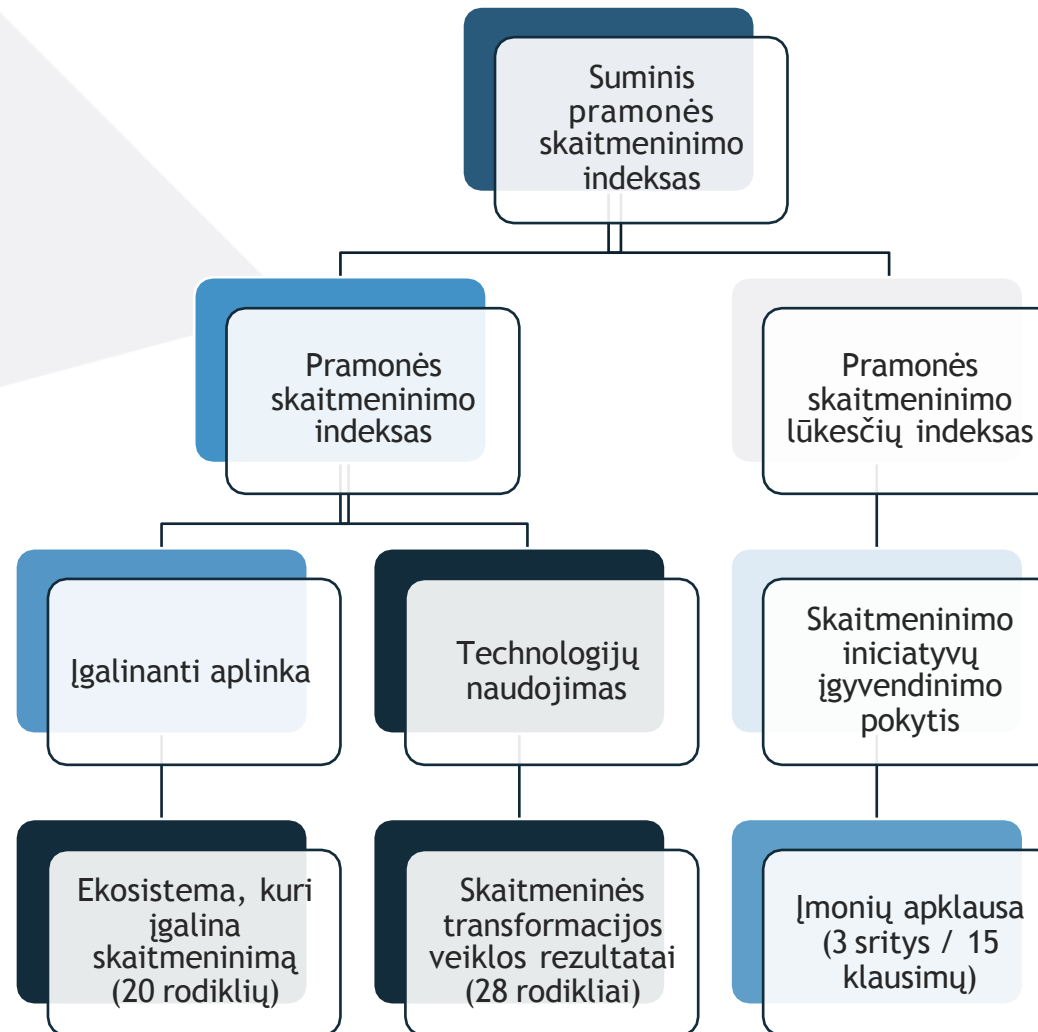 Suminis
pramonės
skaitmeninimo
indeksas
Pramonės
skaitmeninimo
indeksas
Pramonės
skaitmeninimo
lūkesčių indeksas
Įgalinanti aplinka
Technologijų
naudojimas
Skaitmeninimo
iniciatyvų
įgyvendinimo
pokytis
Ekosistema, kuri
įgalina
skaitmeninimą
(20 rodiklių)
Skaitmeninės
transformacijos
veiklos rezultatai
(28 rodikliai)
Įmonių apklausa
(3 sritys / 15
klausimų)